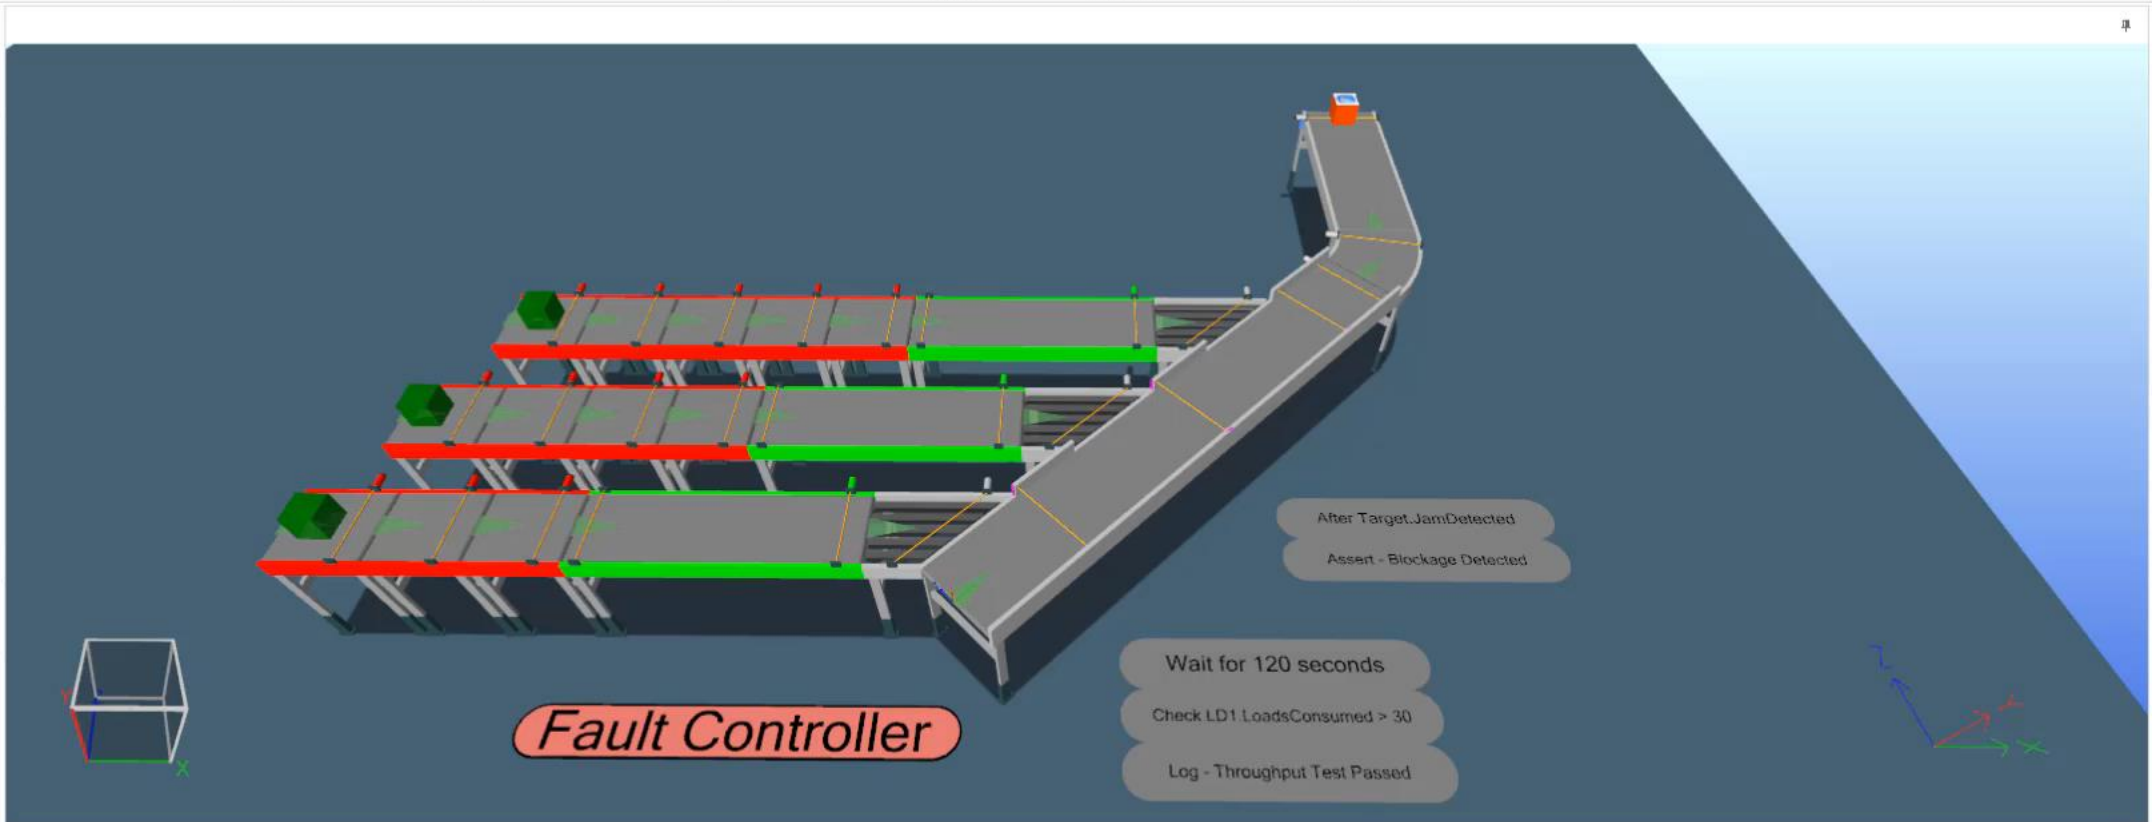 After Target.JamDetected
Assert - Blockage Detected
Wait for 120 seconds
Check LD1.LoadsConsumed > 30
Log - Throughput Test Passed
Fault Controller
Y
X
Z
Y
X